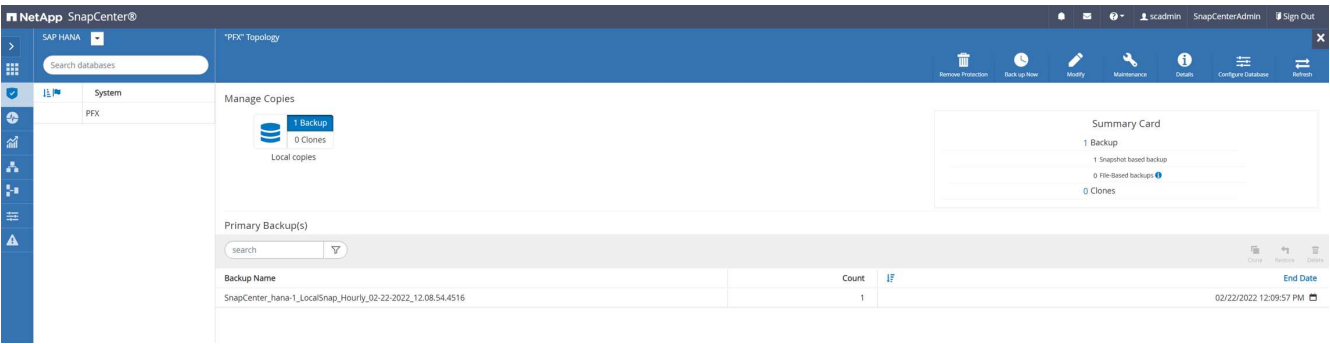 NetApp SnapCenter®
scadmin SnapCenterAdmin Sign Out
SAP HANA
"PFX" Topology
Search databases
Remove Protection Back up Now Modify Maintenance Details Configure Database Refresh
System
PFX
Manage Copies
1 Backup
0 Clones
Local copies
Summary Card
1 Backup
1 Snapshot based backup
0 File-Based backups
0 Clones
Primary Backup(s)
search
Clone Restore Delete
Backup Name Count End Date
SnapCenter_hana-1_LocalSnap_Hourly_02-22-2022_12.08.54.4516 1 02/22/2022 12:09:57 PM